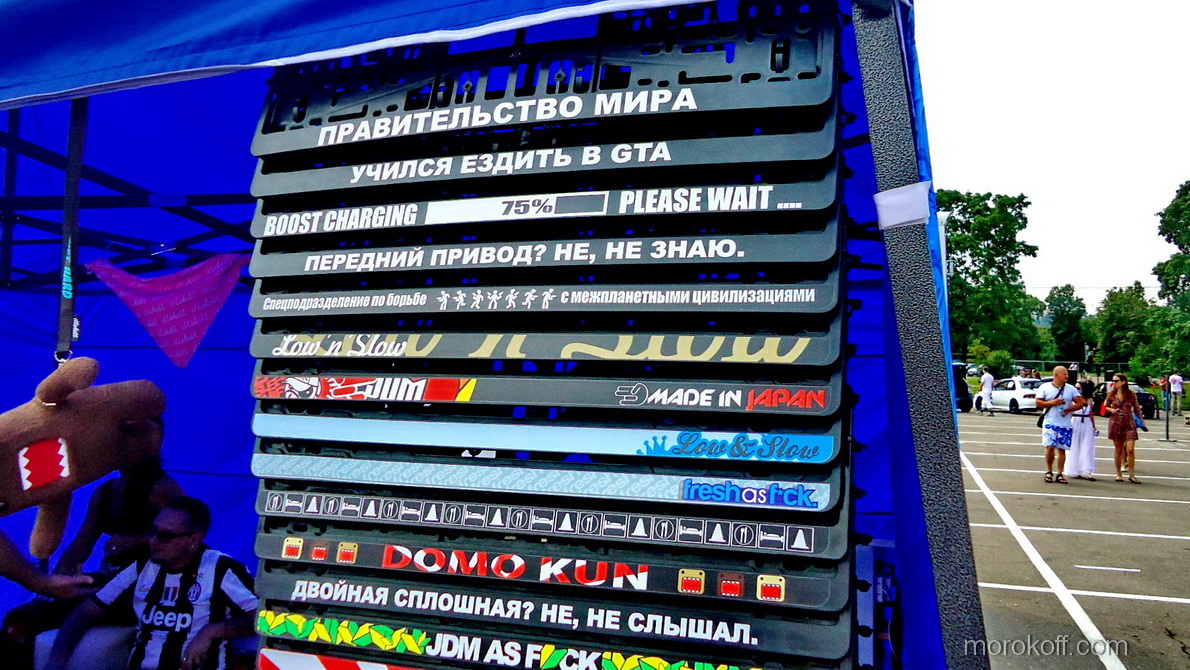 ПРАВИТЕЛЬСТВО МИРА
УЧИЛСЯ ЕЗДИТЬ В GTA
BOOST CHARGING 75% PLEASE WAIT ....
ПЕРЕДНИЙ ПРИВОД? НЕ, НЕ ЗНАЮ.
Спецподразделение по борьбе с межпланетными цивилизациями
Low 'n Slow
JDM MADE IN JAPAN
Low & Slow
fresh as f*ck.
DOMO KUN
ДВОЙНАЯ СПЛОШНАЯ? НЕ, НЕ СЛЫШАЛ.
JDM AS F*CK
Jeep
morokoff.com